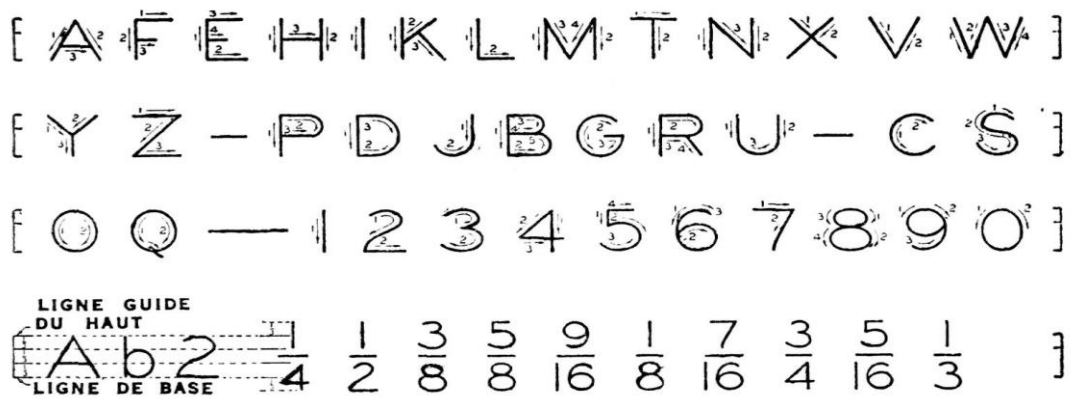 A F E H I K L M T N X V W
Y Z — P D J B G R U — C S
O Q — 1 2 3 4 5 6 7 8 9 0
LIGNE GUIDE
DU HAUT
A b 2 1/4 1/2 3/8 5/8 9/16 1/8 7/16 3/4 5/16 1/3
LIGNE DE BASE